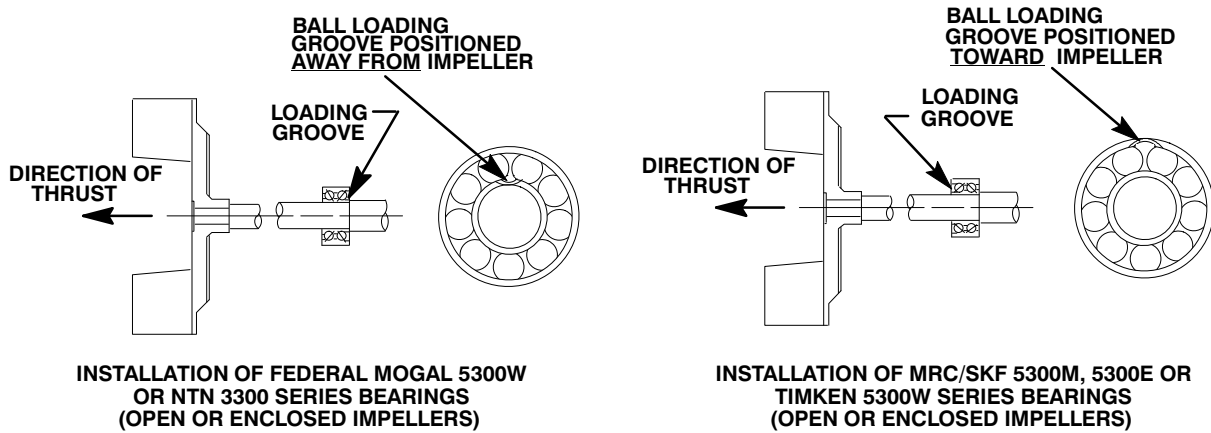 BALL LOADING
GROOVE POSITIONED
AWAY FROM IMPELLER
LOADING
GROOVE
DIRECTION OF
THRUST
INSTALLATION OF FEDERAL MOGAL 5300W
OR NTN 3300 SERIES BEARINGS
(OPEN OR ENCLOSED IMPELLERS)
BALL LOADING
GROOVE POSITIONED
TOWARD IMPELLER
LOADING
GROOVE
DIRECTION OF
THRUST
INSTALLATION OF MRC/SKF 5300M, 5300E OR
TIMKEN 5300W SERIES BEARINGS
(OPEN OR ENCLOSED IMPELLERS)